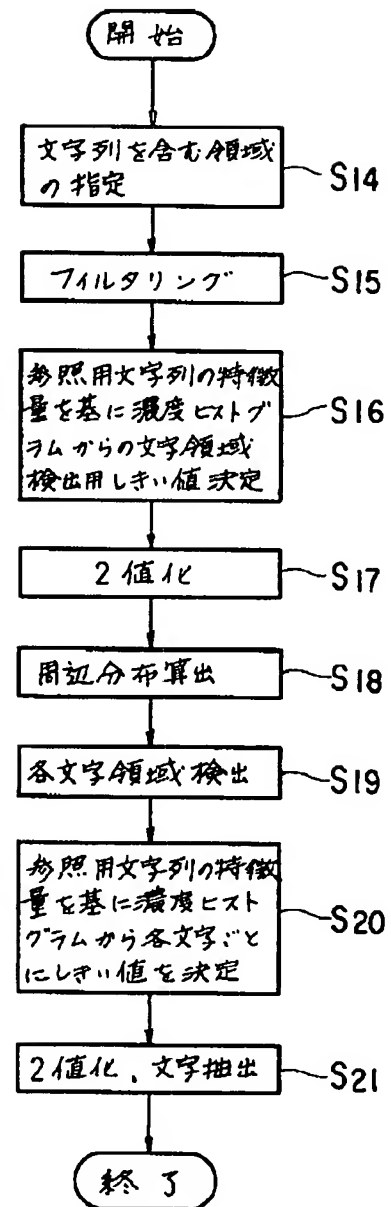 開始
文字列を含む領域
の指定
S14
フィルタリング
S15
参照用文字列の特徴
量を基に濃度ヒストグ
ラムからの文字領域
検出用しきい値決定
S16
2値化
S17
周辺分布算出
S18
各文字領域検出
S19
参照用文字列の特徴
量を基に濃度ヒスト
グラムから各文字ごと
にしきい値を決定
S20
2値化、文字抽出
S21
終了